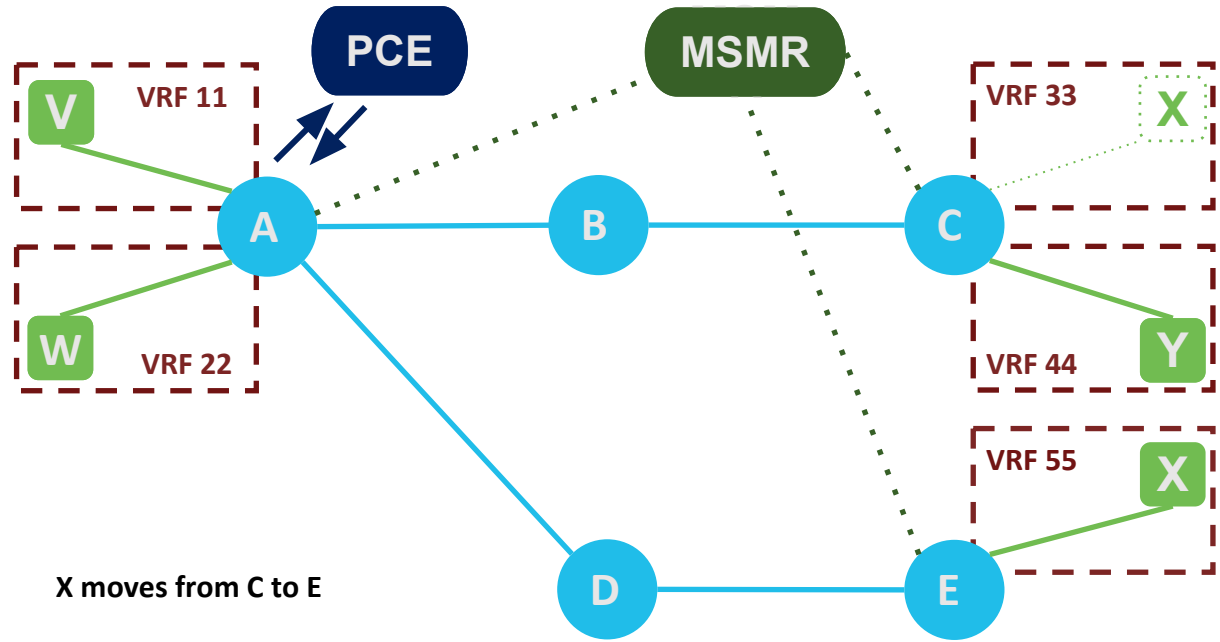 PCE
MSMR
VRF 11
V
VRF 33
X
A
B
C
W
VRF 22
VRF 44
Y
VRF 55
X
D
E
X moves from C to E